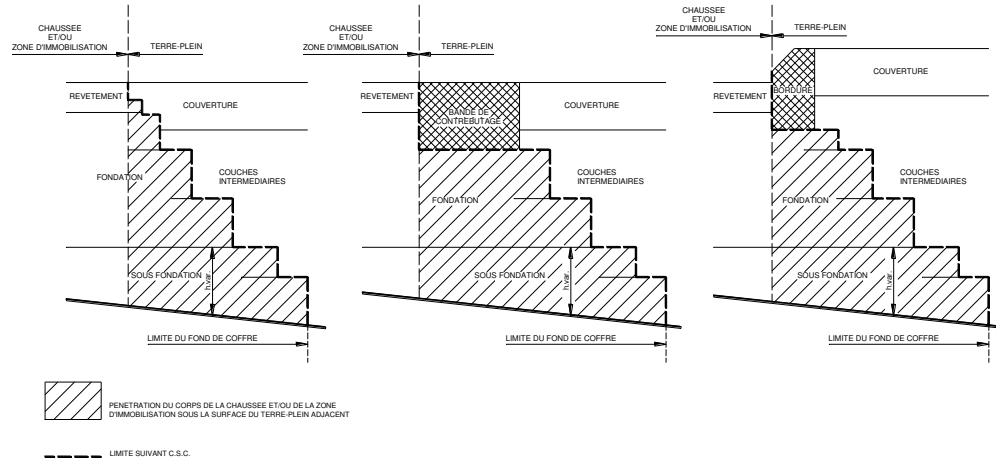 CHAUSSEE
ET/OU
ZONE D'IMMOBILISATION
TERRE-PLEIN
REVETEMENT
COUVERTURE
FONDATION
COUCHES
INTERMEDIAIRES
SOUS FONDATION
h.var.
LIMITE DU FOND DE COFFRE
CHAUSSEE
ET/OU
ZONE D'IMMOBILISATION
TERRE-PLEIN
REVETEMENT
BANDE DE
CONTREBUTAGE
COUVERTURE
FONDATION
COUCHES
INTERMEDIAIRES
SOUS FONDATION
h.var.
LIMITE DU FOND DE COFFRE
CHAUSSEE
ET/OU
ZONE D'IMMOBILISATION
TERRE-PLEIN
REVETEMENT
BORDURE
COUVERTURE
FONDATION
COUCHES
INTERMEDIAIRES
SOUS FONDATION
h.var.
LIMITE DU FOND DE COFFRE
PENETRATION DU CORPS DE LA CHAUSSEE ET/OU DE LA ZONE
D'IMMOBILISATION SOUS LA SURFACE DU TERRE-PLEIN ADJACENT
LIMITE SUIVANT C.S.C.